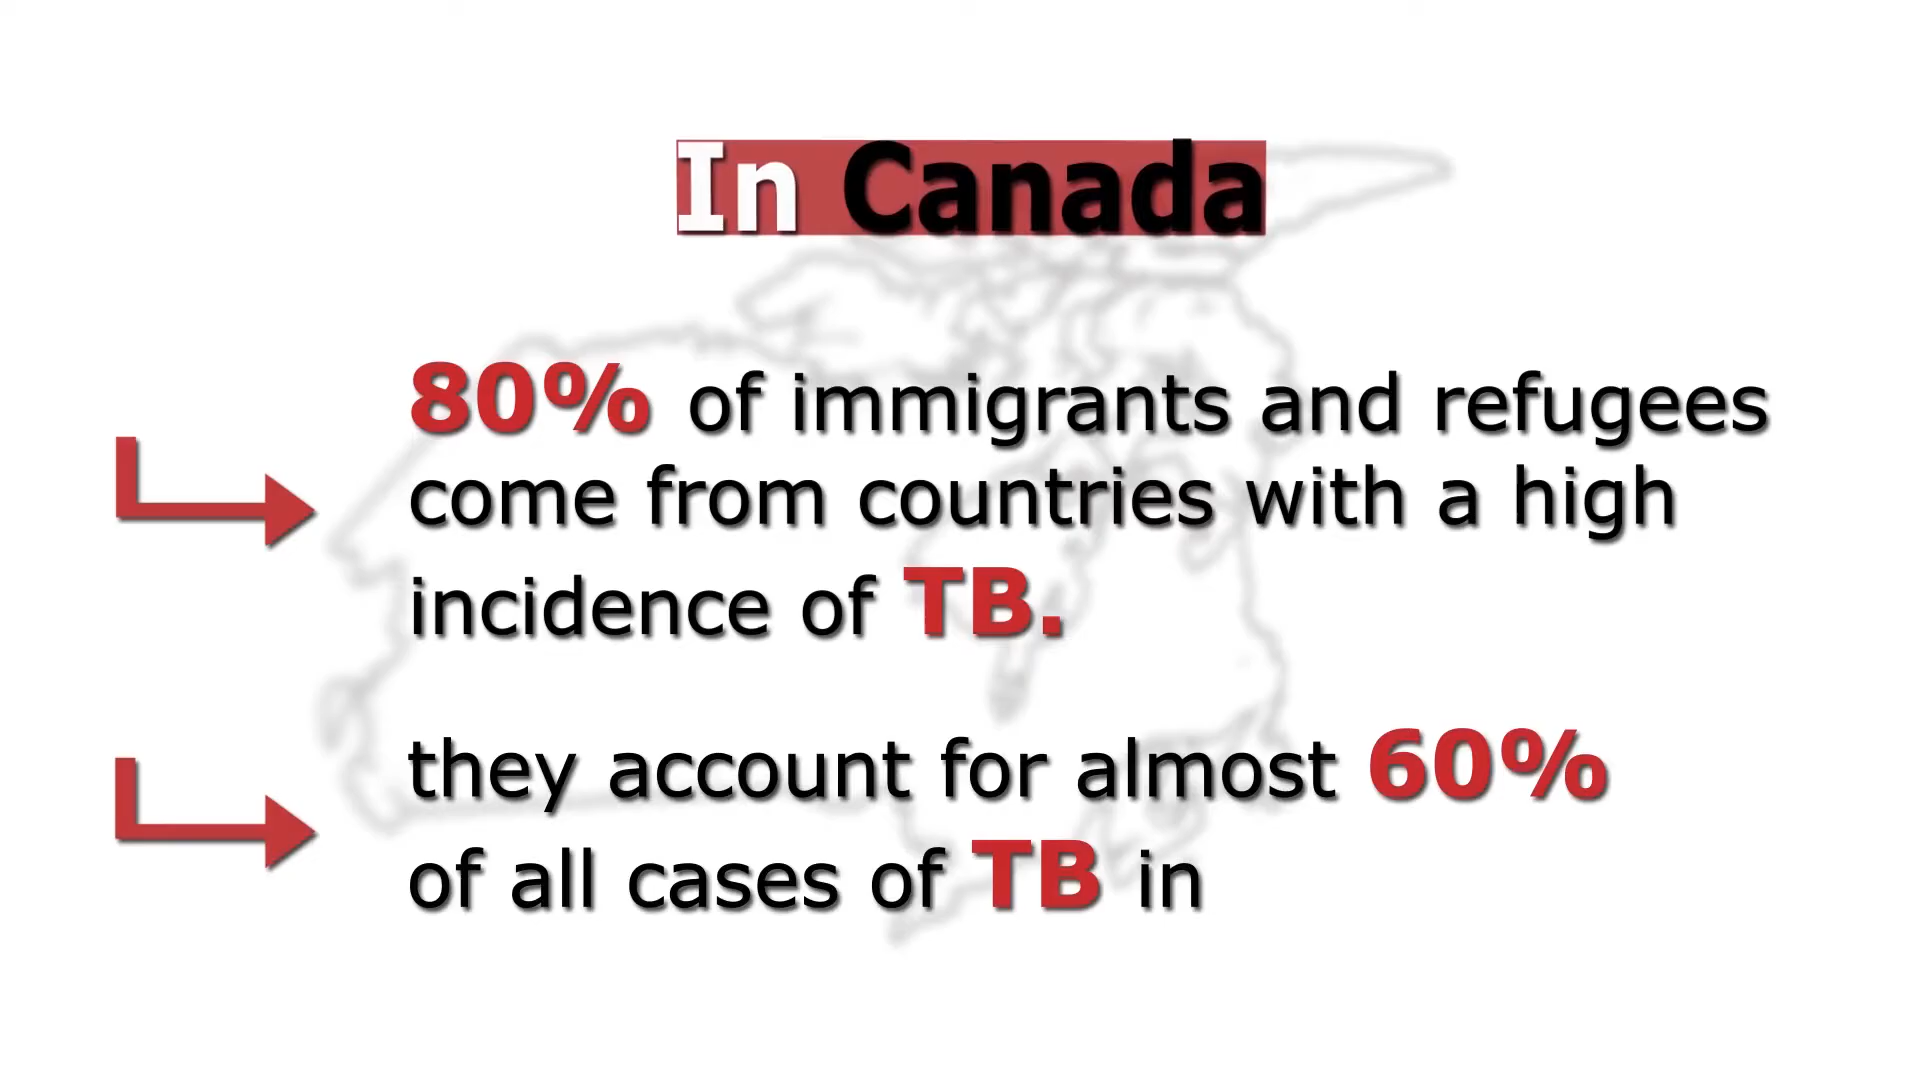 In Canada
80% of immigrants and refugees
come from countries with a high
incidence of TB.
they account for almost 60%
of all cases of TB in